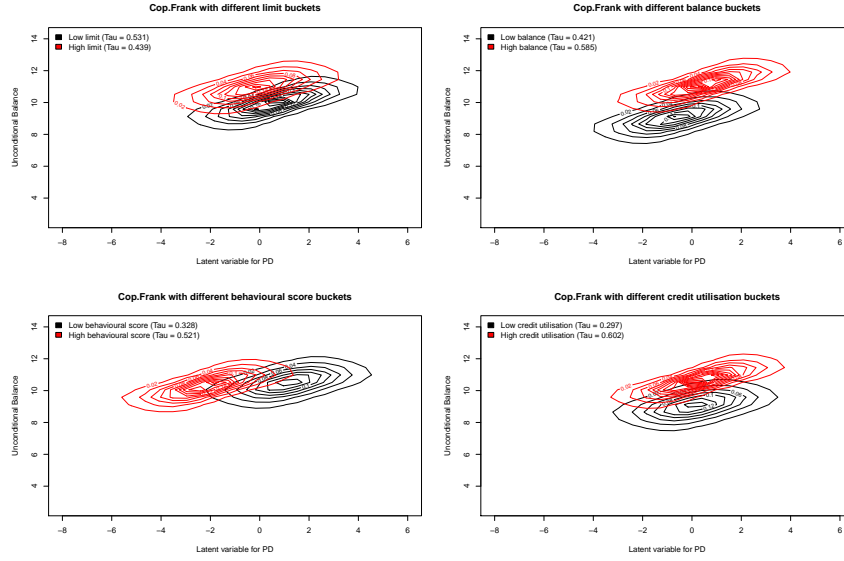 Cop.Frank with different limit buckets
Low limit (Tau = 0.531)
High limit (Tau = 0.439)
Unconditional Balance
14
12
10
8
6
4
−8 −6 −4 −2 0 2 4 6
Latent variable for PD
Cop.Frank with different balance buckets
Low balance (Tau = 0.421)
High balance (Tau = 0.585)
Unconditional Balance
14
12
10
8
6
4
−8 −6 −4 −2 0 2 4 6
Latent variable for PD
Cop.Frank with different behavioural score buckets
Low behavioural score (Tau = 0.328)
High behavioural score (Tau = 0.521)
Unconditional Balance
14
12
10
8
6
4
−8 −6 −4 −2 0 2 4 6
Latent variable for PD
Cop.Frank with different credit utilisation buckets
Low credit utilisation (Tau = 0.297)
High credit utilisation (Tau = 0.602)
Unconditional Balance
14
12
10
8
6
4
−8 −6 −4 −2 0 2 4 6
Latent variable for PD